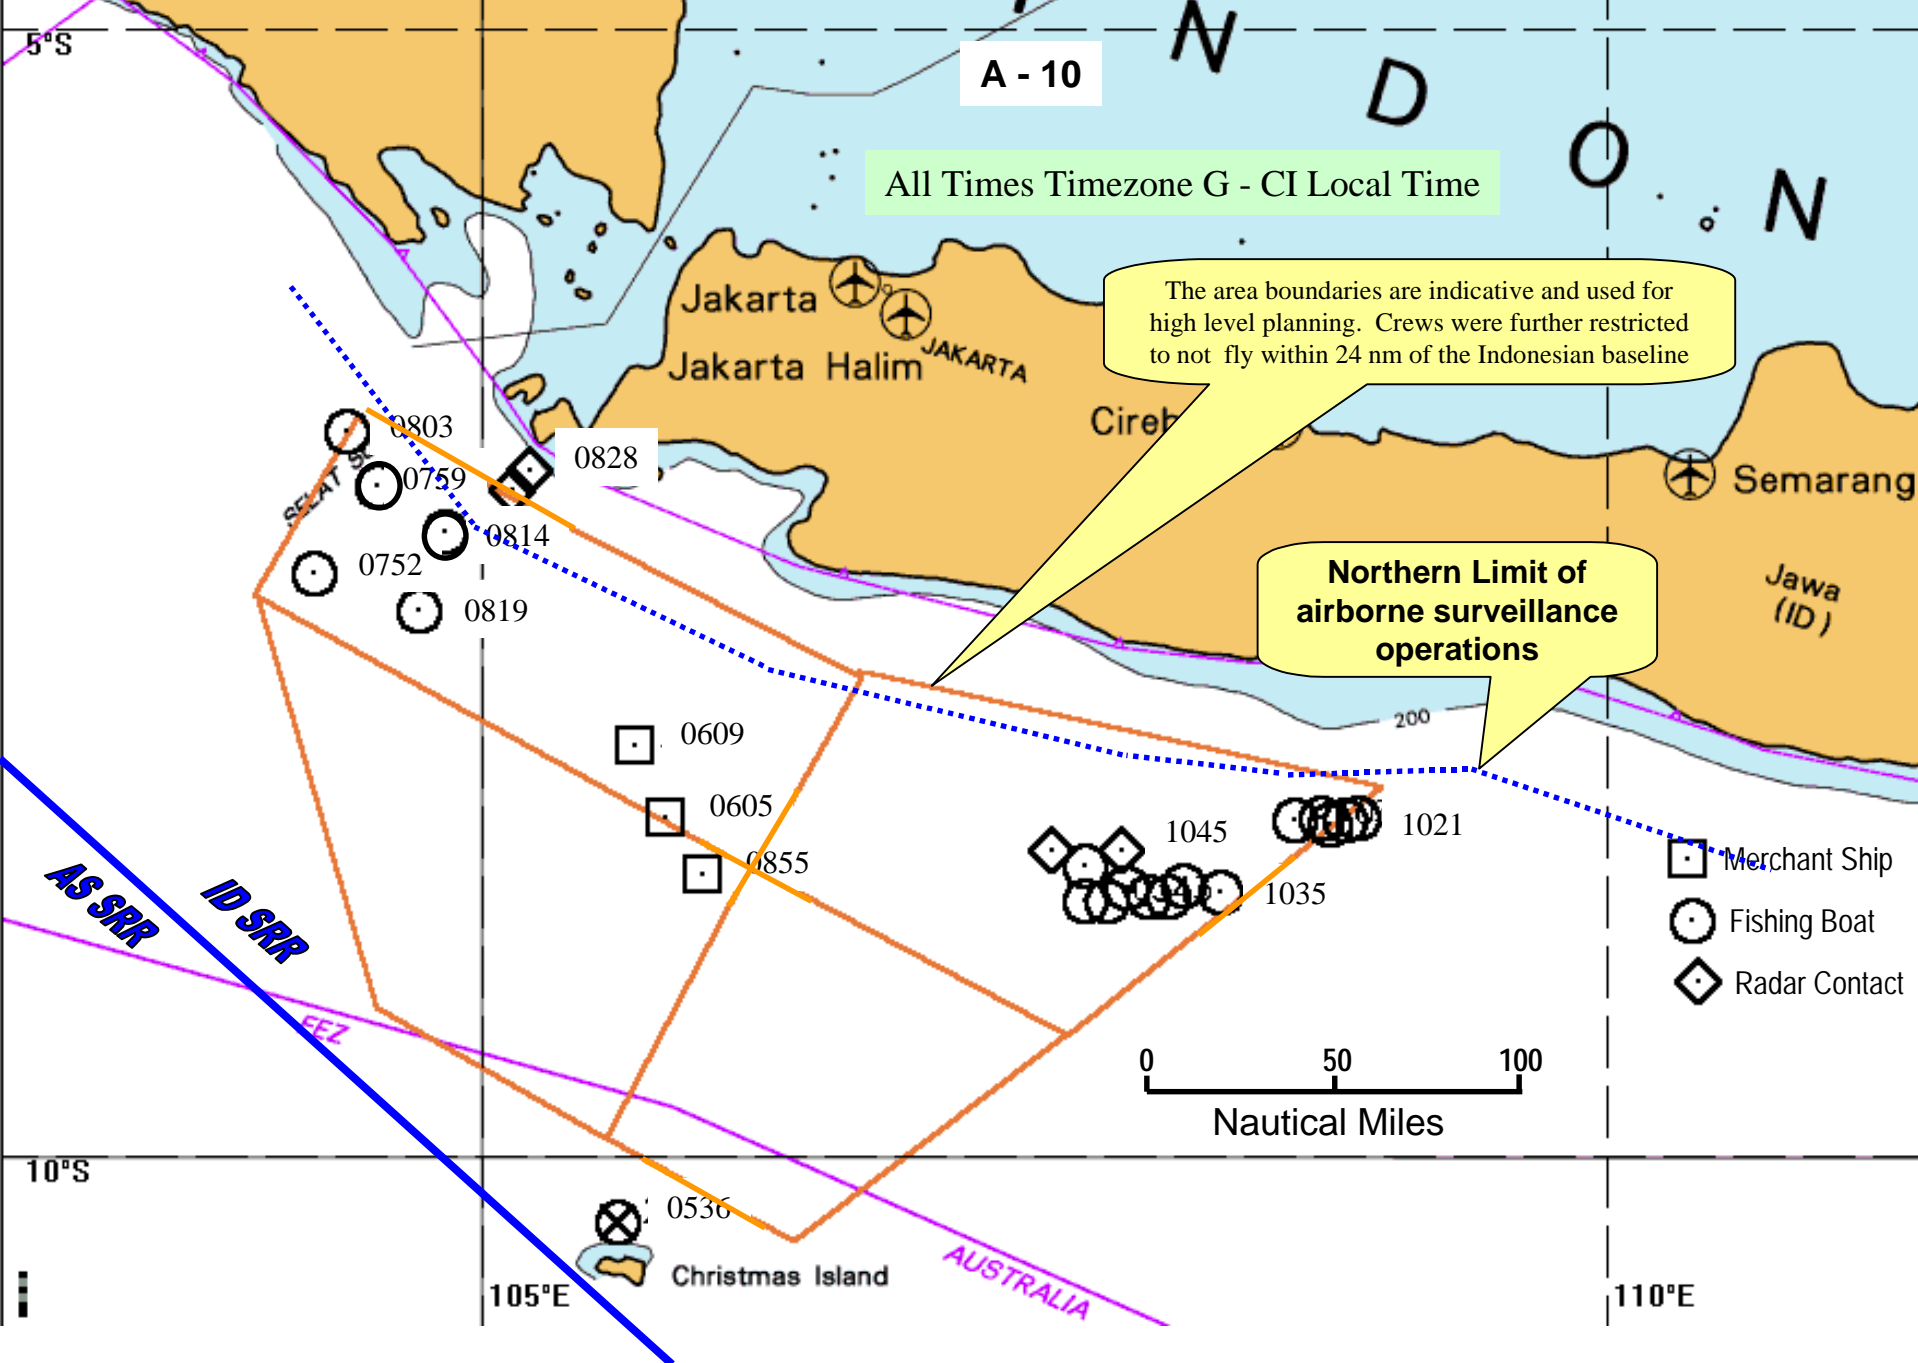 N
D
O
N
5°S
A - 10
All Times Timezone G - CI Local Time
Jakarta
Jakarta Halim
JAKARTA
The area boundaries are indicative and used for
high level planning. Crews were further restricted
to not fly within 24 nm of the Indonesian baseline
Semarang
0803
0828
0759
SELAT
0814
0752
0819
Northern Limit of
airborne surveillance
operations
Jawa
(ID)
200
0609
0605
0855
1045
1021
1035
Merchant Ship
Fishing Boat
Radar Contact
AS SRR
ID SRR
EEZ
0 50 100
Nautical Miles
10°S
0536
Christmas Island
AUSTRALIA
105°E
110°E